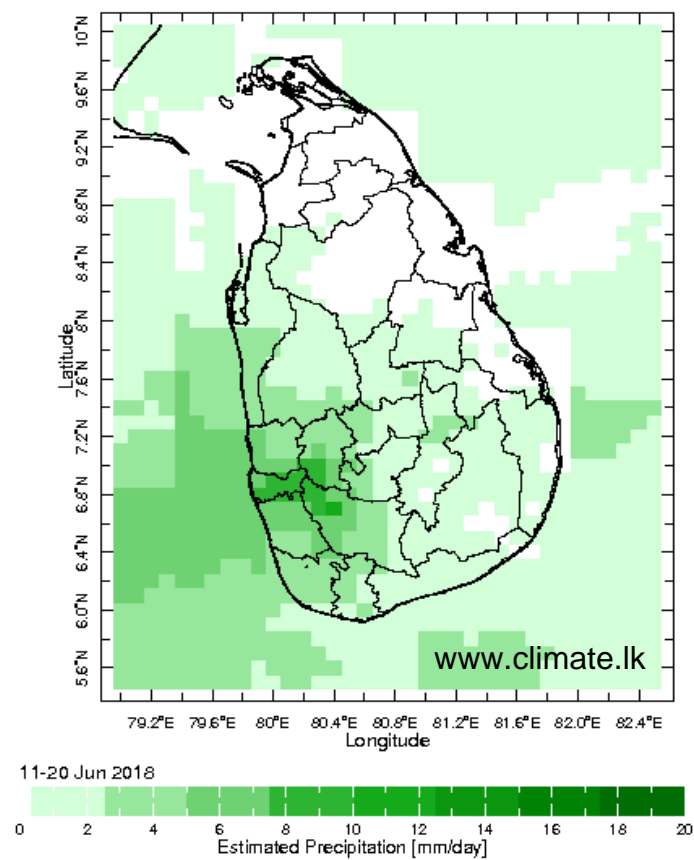 10°N
9.6°N
9.2°N
8.8°N
8.4°N
8°N
7.6°N
7.2°N
6.8°N
6.4°N
6.0°N
5.6°N
Latitude
www.climate.lk
79.2°E 79.6°E 80°E 80.4°E 80.8°E 81.2°E 81.6°E 82.0°E 82.4°E
Longitude
11-20 Jun 2018
0 2 4 6 8 10 12 14 16 18 20
Estimated Precipitation [mm/day]